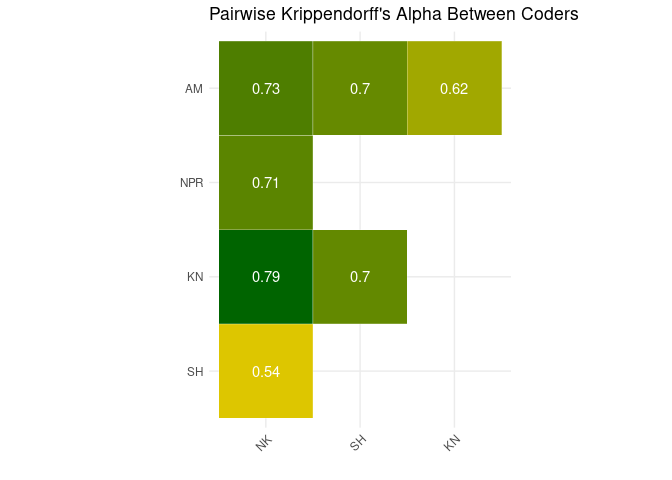 Pairwise Krippendorff's Alpha Between Coders
AM 0.73 0.7 0.62
NPR 0.71
KN 0.79 0.7
SH 0.54
NK SH KN